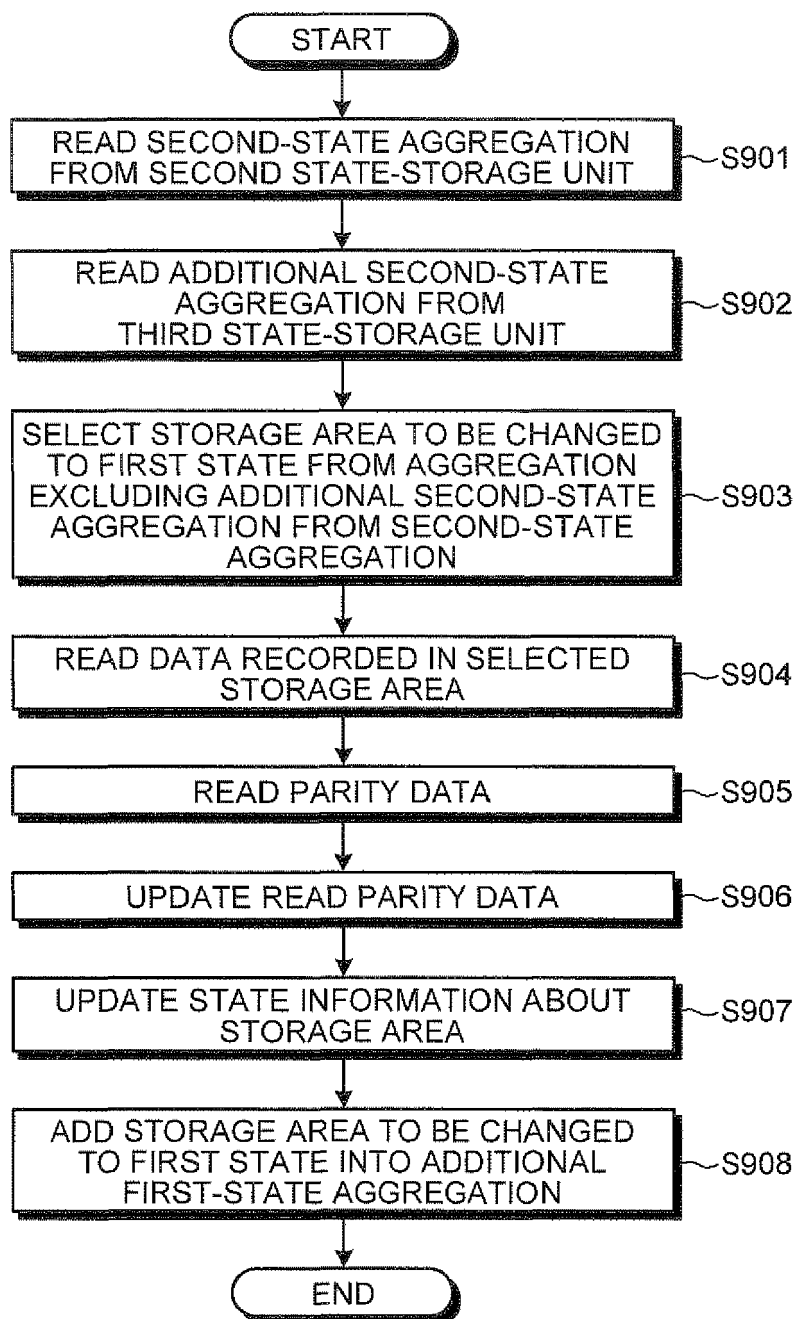 START
READ SECOND-STATE AGGREGATION
FROM SECOND STATE-STORAGE UNIT
S901
READ ADDITIONAL SECOND-STATE
AGGREGATION FROM
THIRD STATE-STORAGE UNIT
S902
SELECT STORAGE AREA TO BE CHANGED
TO FIRST STATE FROM AGGREGATION
EXCLUDING ADDITIONAL SECOND-STATE
AGGREGATION FROM SECOND-STATE
AGGREGATION
S903
READ DATA RECORDED IN SELECTED
STORAGE AREA
S904
READ PARITY DATA
S905
UPDATE READ PARITY DATA
S906
UPDATE STATE INFORMATION ABOUT
STORAGE AREA
S907
ADD STORAGE AREA TO BE CHANGED
TO FIRST STATE INTO ADDITIONAL
FIRST-STATE AGGREGATION
S908
END